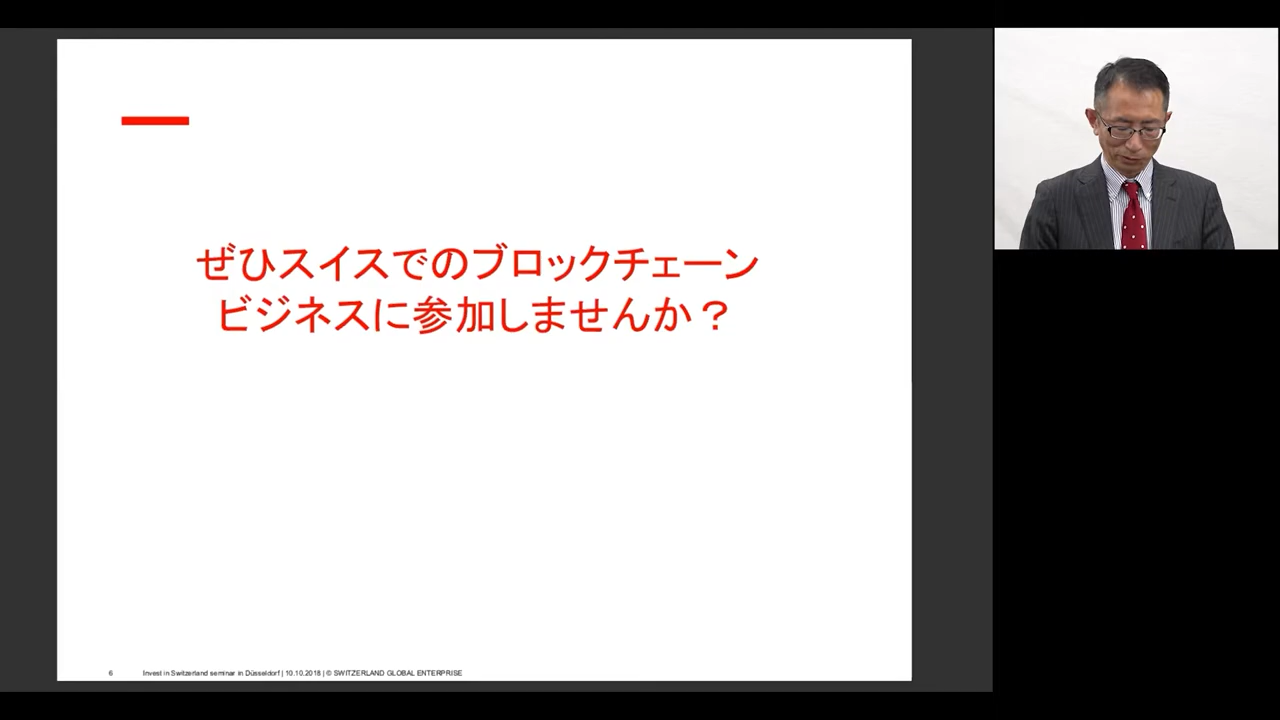 ぜひスイスでのブロックチェーン
ビジネスに参加しませんか？
6 Invest in Switzerland seminar in Düsseldorf | 10.10.2018 | © SWITZERLAND GLOBAL ENTERPRISE